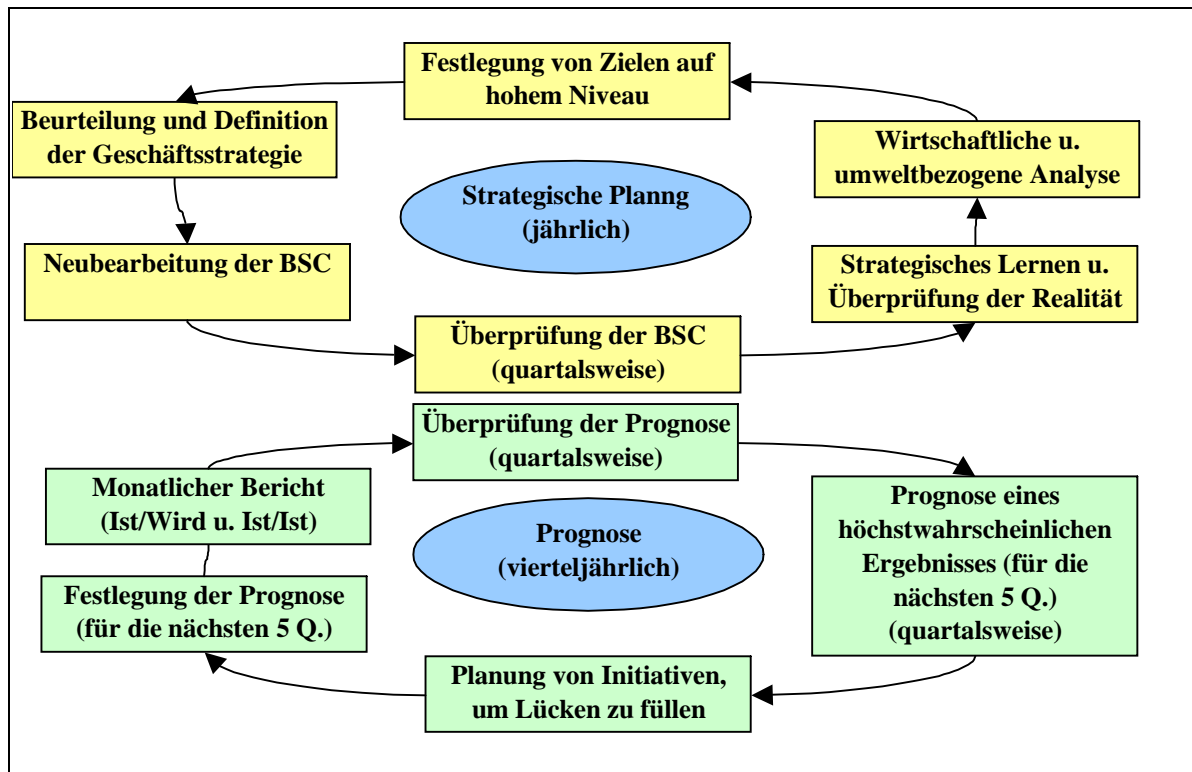 Festlegung von Zielen auf
hohem Niveau
Beurteilung und Definition
der Geschäftsstrategie
Wirtschaftliche u.
umweltbezogene Analyse
Strategische Planng
(jährlich)
Neubearbeitung der BSC
Strategisches Lernen u.
Überprüfung der Realität
Überprüfung der BSC
(quartalsweise)
Überprüfung der Prognose
(quartalsweise)
Monatlicher Bericht
(Ist/Wird u. Ist/Ist)
Prognose eines
höchstwahrscheinlichen
Ergebnisses (für die
nächsten 5 Q.)
(quartalsweise)
Prognose
(vierteljährlich)
Festlegung der Prognose
(für die nächsten 5 Q.)
Planung von Initiativen,
um Lücken zu füllen